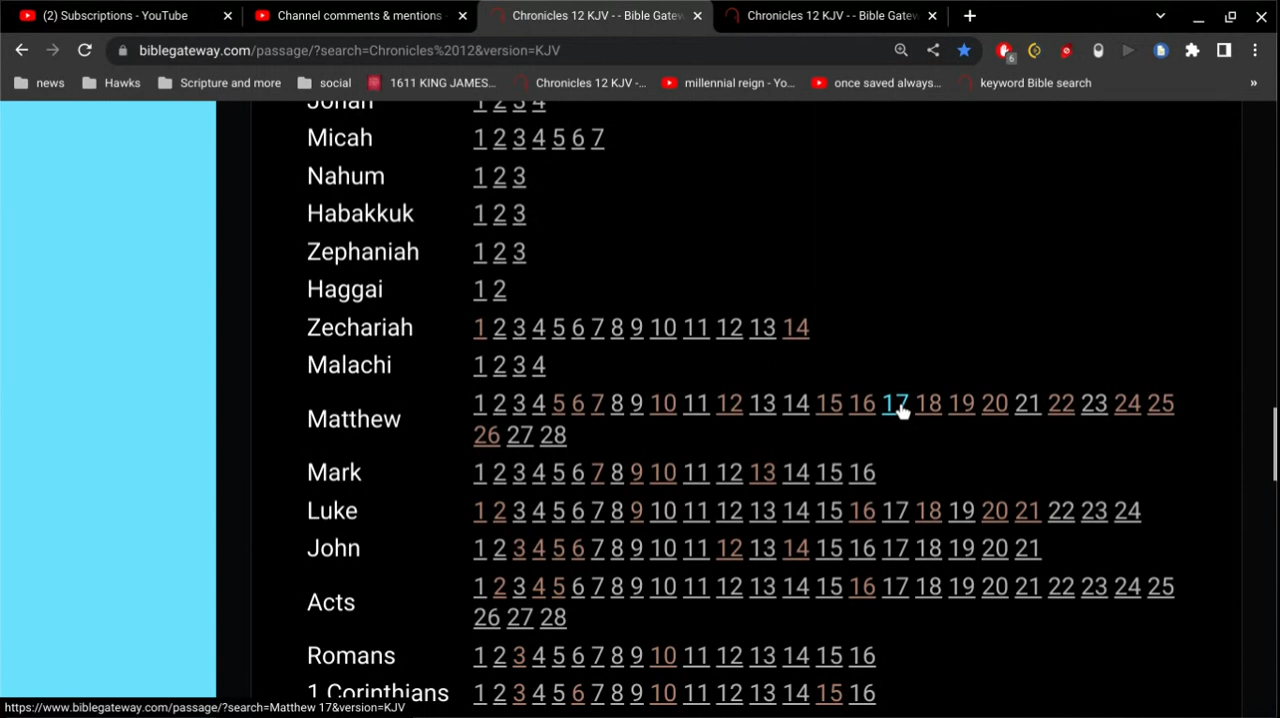 (2) Subscriptions - YouTube
Channel comments & mentions
Chronicles 12 KJV - - Bible Gatew
Chronicles 12 KJV - - Bible Gatew
biblegateway.com/passage/?search=Chronicles%2012&version=KJV
6
news
Hawks
Scripture and more
social
1611 KING JAMES...
Chronicles 12 KJV -...
millennial reign - Yo...
once saved always...
keyword Bible search
»
Jonah 1 2 3 4
Micah 1 2 3 4 5 6 7
Nahum 1 2 3
Habakkuk 1 2 3
Zephaniah 1 2 3
Haggai 1 2
Zechariah 1 2 3 4 5 6 7 8 9 10 11 12 13 14
Malachi 1 2 3 4
Matthew 1 2 3 4 5 6 7 8 9 10 11 12 13 14 15 16 17 18 19 20 21 22 23 24 25
26 27 28
Mark 1 2 3 4 5 6 7 8 9 10 11 12 13 14 15 16
Luke 1 2 3 4 5 6 7 8 9 10 11 12 13 14 15 16 17 18 19 20 21 22 23 24
John 1 2 3 4 5 6 7 8 9 10 11 12 13 14 15 16 17 18 19 20 21
Acts 1 2 3 4 5 6 7 8 9 10 11 12 13 14 15 16 17 18 19 20 21 22 23 24 25
26 27 28
Romans 1 2 3 4 5 6 7 8 9 10 11 12 13 14 15 16
1 Corinthians 1 2 3 4 5 6 7 8 9 10 11 12 13 14 15 16
https://www.biblegateway.com/passage/?search=Matthew 17&version=KJV